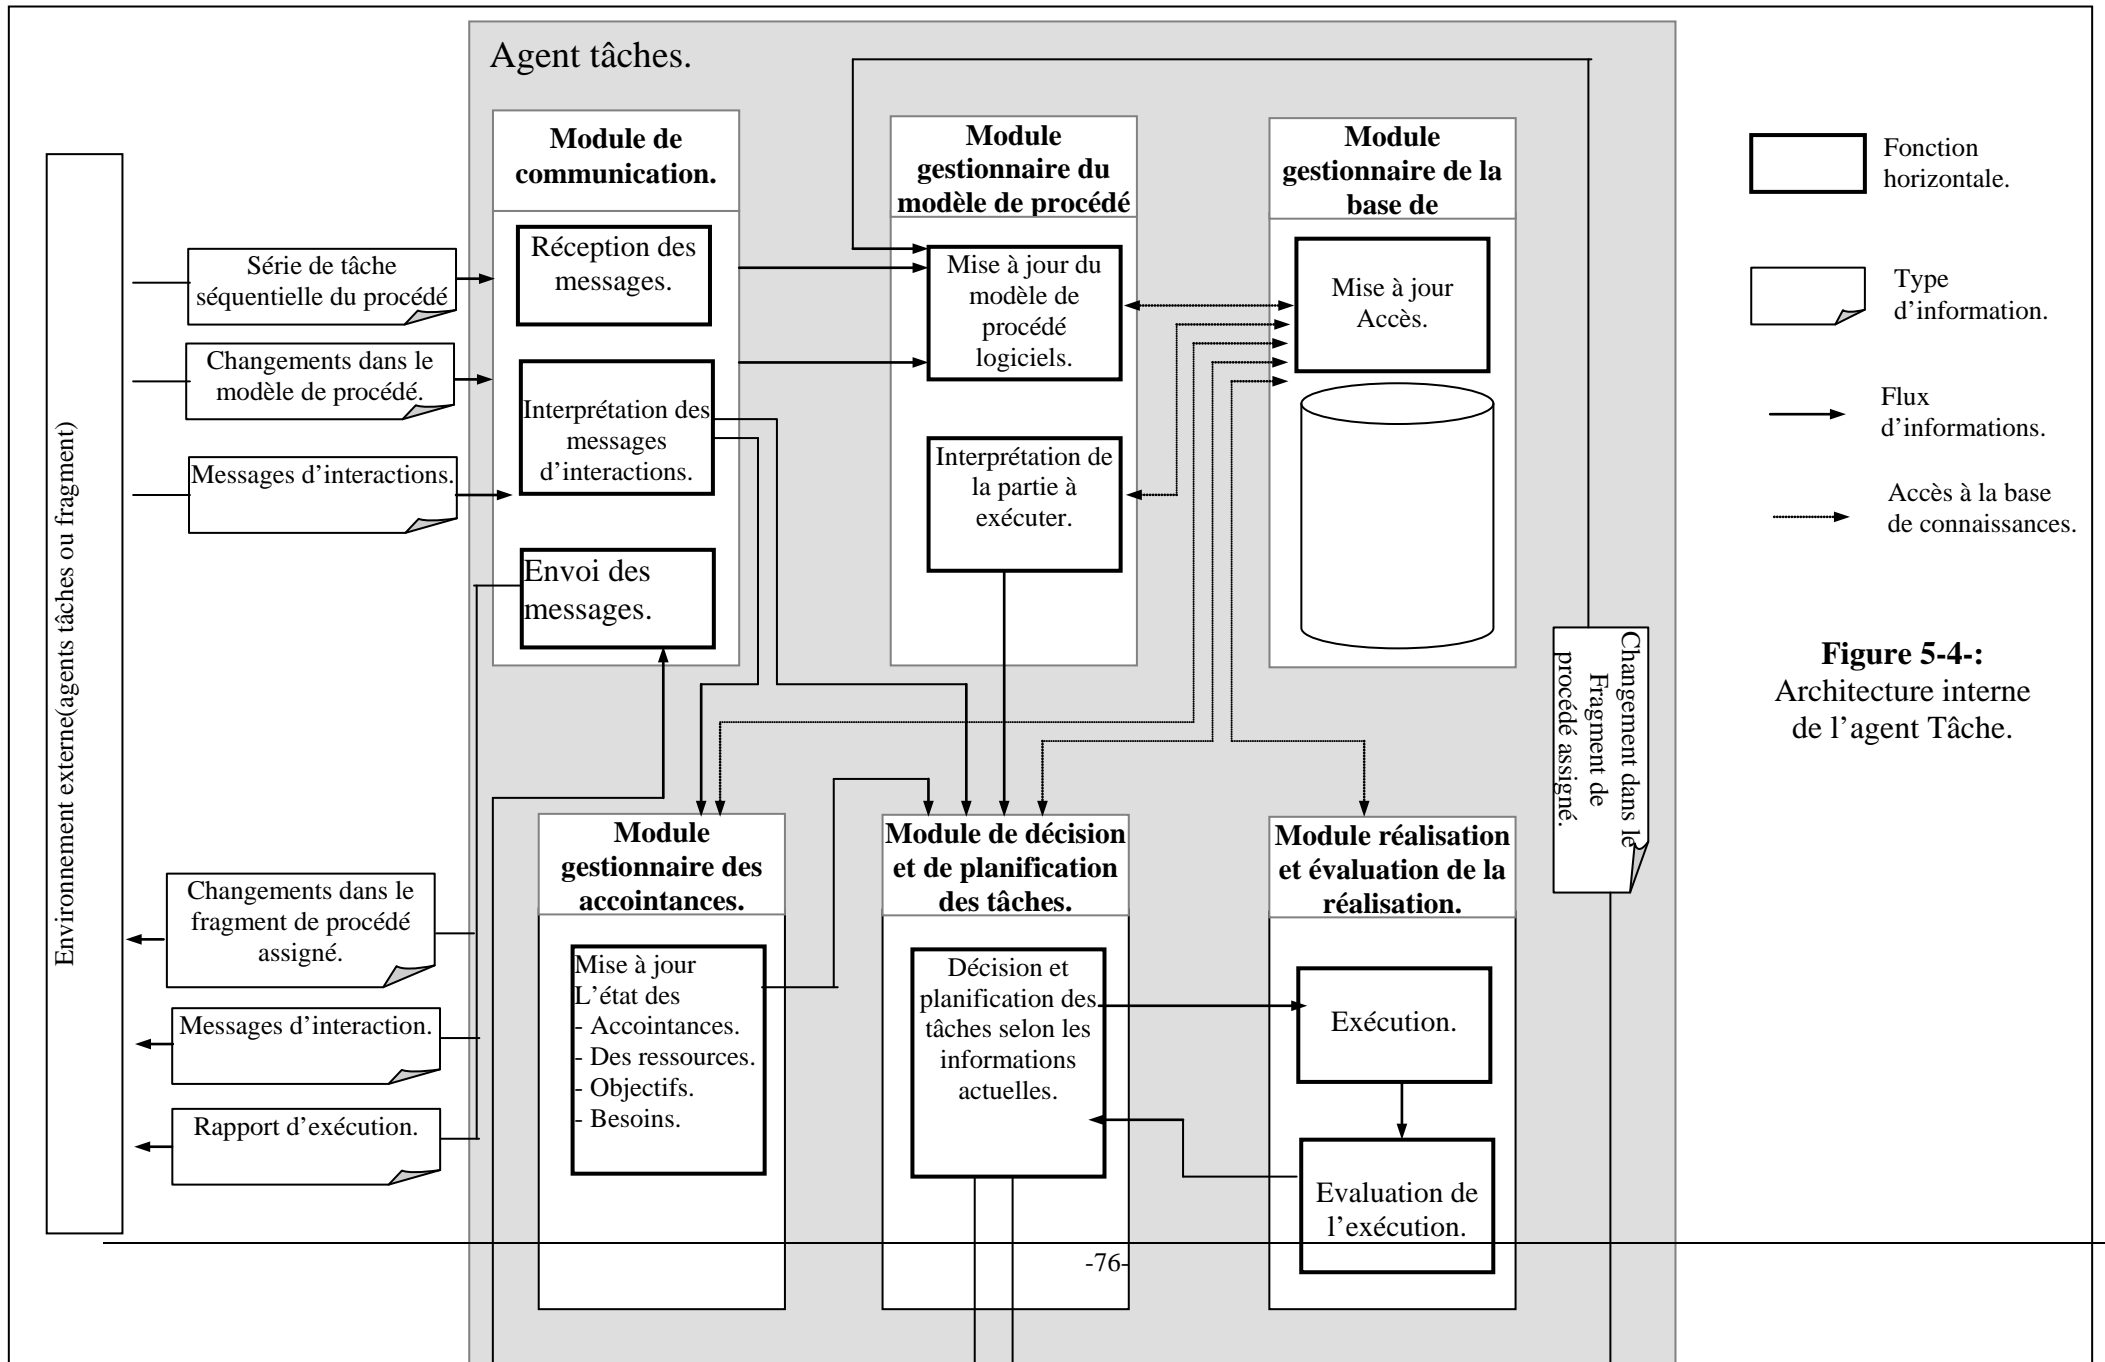 Agent tâches.
Module de
communication.
Réception des
messages.
Interprétation des
messages
d’interactions.
Envoi des
messages.
Module
gestionnaire du
modèle de procédé
Mise à jour du
modèle de
procédé
logiciels.
Interprétation de
la partie à
exécuter.
Module
gestionnaire de la
base de
Mise à jour
Accès.
Environnement externe(agents tâches ou fragment)
Série de tâche
séquentielle du procédé
Changements dans le
modèle de procédé.
Messages d’interactions.
Changements dans le
fragment de procédé
assigné.
Messages d’interaction.
Rapport d’exécution.
Module
gestionnaire des
accointances.
Mise à jour
L’état des
- Accointances.
- Des ressources.
- Objectifs.
- Besoins.
Module de décision
et de planification
des tâches.
Décision et
planification des
tâches selon les
informations
actuelles.
Module réalisation
et évaluation de la
réalisation.
Exécution.
Evaluation de
l’exécution.
Changement dans le
Fragment de
procédé assigné.
Fonction
horizontale.
Type
d’information.
Flux
d’informations.
Accès à la base
de connaissances.
Figure 5-4-:
Architecture interne
de l’agent Tâche.
-76-